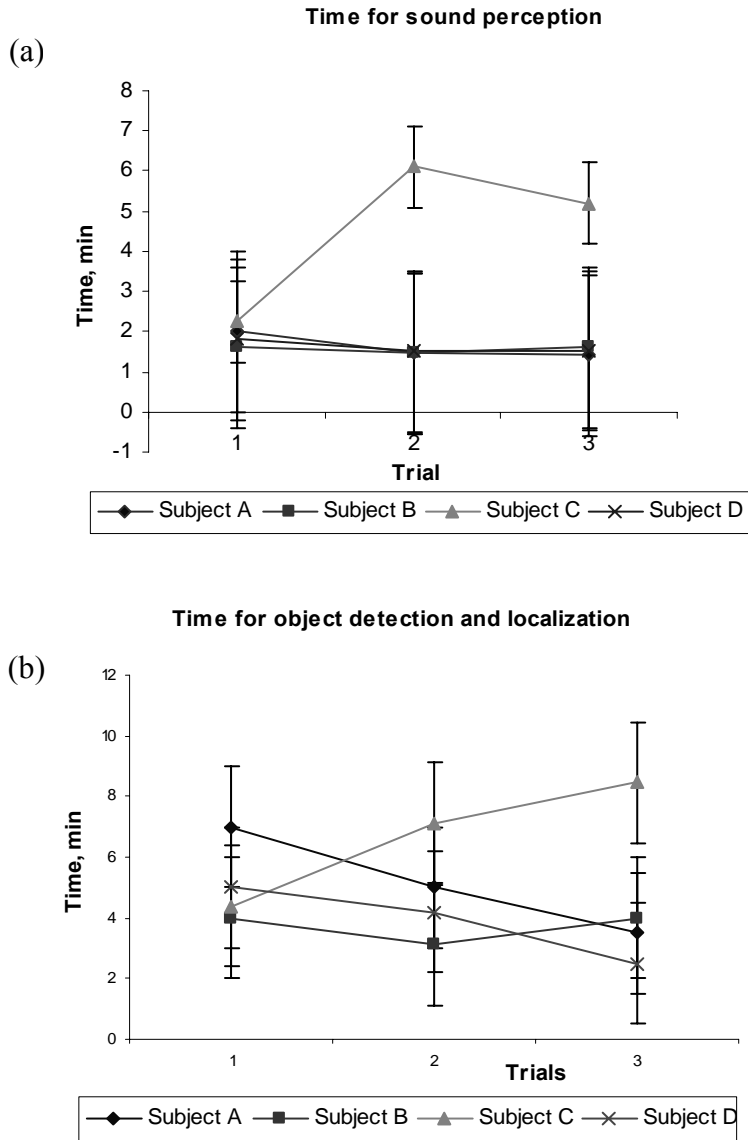 Time for sound perception
(a)
8
7
6
5
4
3
2
1
0
-1
Time, min
1 2 3
Trial
Subject A Subject B Subject C Subject D
Time for object detection and localization
(b)
12
10
8
6
4
2
0
Time, min
1 2 3
Trials
Subject A Subject B Subject C Subject D